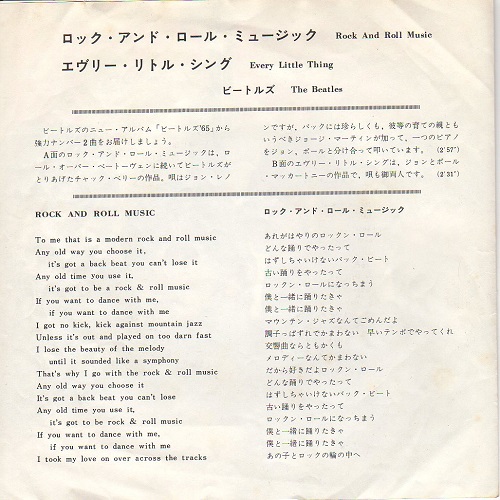 ロック・アンド・ロール・ミュージック Rock And Roll Music
エヴリー・リトル・シング Every Little Thing
ビートルズ The Beatles
ビートルズのニュー・アルバム「ビートルズ'65」から
強力ナンバー2曲をお届けしましょう。
A面のロック・アンド・ロール・ミュージックは、ロ
ール・オーバー・ベートーヴェンに続いてビートルズが
とりあげたチャック・ベリーの作品、唄はジョン・レノ
ンですが、バックには珍らしくも、彼等の育ての親とも
いうべきジョージ・マーティンが加って、一つのピアノ
をジョン、ポールと分け合って叩いています。 (2'57")
B面のエヴリー・リトル・シングは、ジョンとポール
・マッカートニーの作品で、唄も御両人です。 (2'31")
ROCK AND ROLL MUSIC
To me that is a modern rock and roll music
Any old way you choose it,
it's got a back beat you can't lose it
Any old time you use it,
it's got to be a rock & roll music
If you want to dance with me,
if you want to dance with me
I got no kick, kick against mountain jazz
Unless it's out and played on too darn fast
I lose the beauty of the melody
until it sounded like a symphony
That's why I go with the rock & roll music
Any old way you choose it
It's got a back beat you can't lose
Any old time you use it,
it's got to be rock & roll music
If you want to dance with me,
if you want to dance with me
I took my love on over across the tracks
ロック・アンド・ロール・ミュージック
あれがはやりのロックン・ロール
どんな踊りでやったって
はずしちゃいけないバック・ビート
古い踊りをやったって
ロックン・ロールになっちまう
僕と一緒に踊りたきゃ
僕と一緒に踊りたきゃ
マウンテン・ジャズなんてごめんだよ
調子っぱずれでかまわない 早いテンポでやってくれ
交響曲ならともかくも
メロディーなんてかまわない
だから好きだよロックン・ロール
どんな踊りでやったって
はずしちゃいけないバック・ビート
古い踊りをやったって
ロックン・ロールになっちまう
僕と一緒に踊りたきゃ
僕と一緒に踊りたきゃ
あの子とロックの輪の中へ